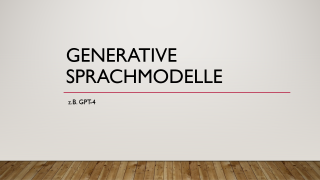 GENERATIVE
SPRACHMODELLE
z.B. GPT-4